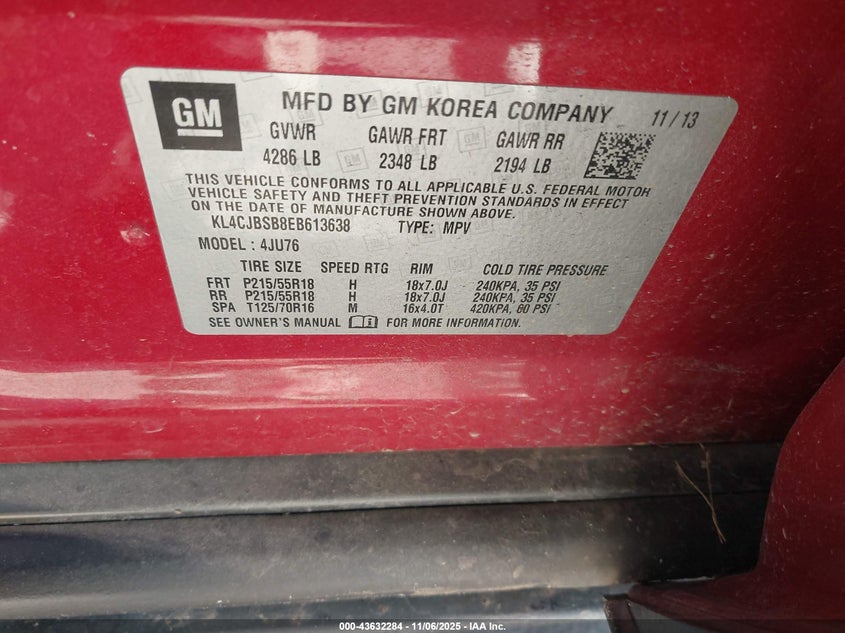 GM MFD BY GM KOREA COMPANY 11/13
GVWR GAWR FRT GAWR RR
4286 LB 2348 LB 2194 LB
THIS VEHICLE CONFORMS TO ALL APPLICABLE U.S. FEDERAL MOTOR
VEHICLE SAFETY AND THEFT PREVENTION STANDARDS IN EFFECT
ON THE DATE OF MANUFACTURE SHOWN ABOVE.
KL4CJBSB8EB613638 TYPE: MPV
MODEL : 4JU76
TIRE SIZE SPEED RTG RIM COLD TIRE PRESSURE
FRT P215/55R18 H 18x7.0J 240KPA, 35 PSI
RR P215/55R18 H 18x7.0J 240KPA, 35 PSI
SPA T125/70R16 M 16x4.0T 420KPA, 60 PSI
SEE OWNER'S MANUAL FOR MORE INFORMATION.
000-43632284 - 11/06/2025 - IAA Inc.